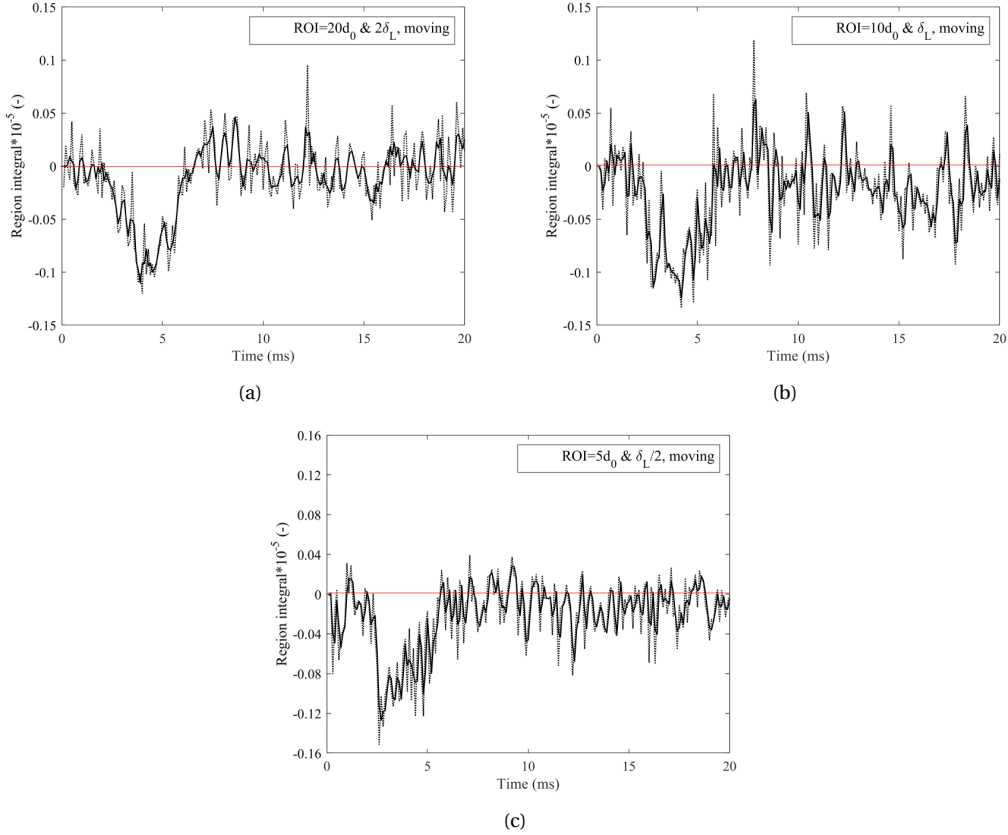 0.15
ROI=20d0 & 2δL, moving
0.1
0.05
0
-0.05
-0.1
-0.15
Region integral*10-5 (-)
0 5 10 15 20
Time (ms)
(a)
0.15
ROI=10d0 & δL, moving
0.1
0.05
0
-0.05
-0.1
-0.15
Region integral*10-5 (-)
0 5 10 15 20
Time (ms)
(b)
0.16
ROI=5d0 & δL/2, moving
0.12
0.08
0.04
0
-0.04
-0.08
-0.12
-0.16
Region integral*10-5 (-)
0 5 10 15 20
Time (ms)
(c)